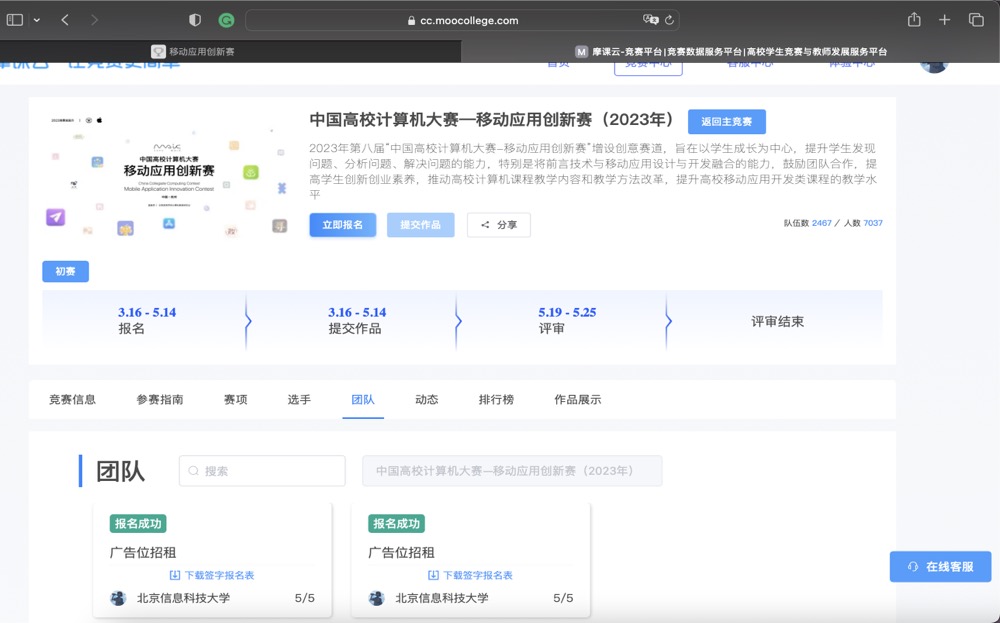 cc.moocollege.com
移动应用创新赛
M 摩课云-竞赛平台|竞赛数据服务平台|高校学生竞赛与教师发展服务平台
首页 竞赛中心 客服中心 体验中心
中国高校计算机大赛
移动应用创新赛
Mobile Application Innovation Contest
中国高校计算机大赛—移动应用创新赛（2023年）
返回主竞赛
2023年第八届“中国高校计算机大赛-移动应用创新赛”增设创意赛道，旨在以学生成长为中心，提升学生发现
问题、分析问题、解决问题的能力，特别是将前言技术与移动应用设计与开发融合的能力，鼓励团队合作，提
高学生创新创业素养，推动高校计算机课程教学内容和教学方法改革，提升高校移动应用开发类课程的教学水
平
立即报名 提交作品 分享
队伍数 2467 / 人数 7037
初赛
3.16 - 5.14
报名
3.16 - 5.14
提交作品
5.19 - 5.25
评审
评审结束
竞赛信息 参赛指南 赛项 选手 团队 动态 排行榜 作品展示
团队
搜索
中国高校计算机大赛—移动应用创新赛（2023年）
报名成功
广告位招租
下载签字报名表
北京信息科技大学 5/5
报名成功
广告位招租
下载签字报名表
北京信息科技大学 5/5
在线客服